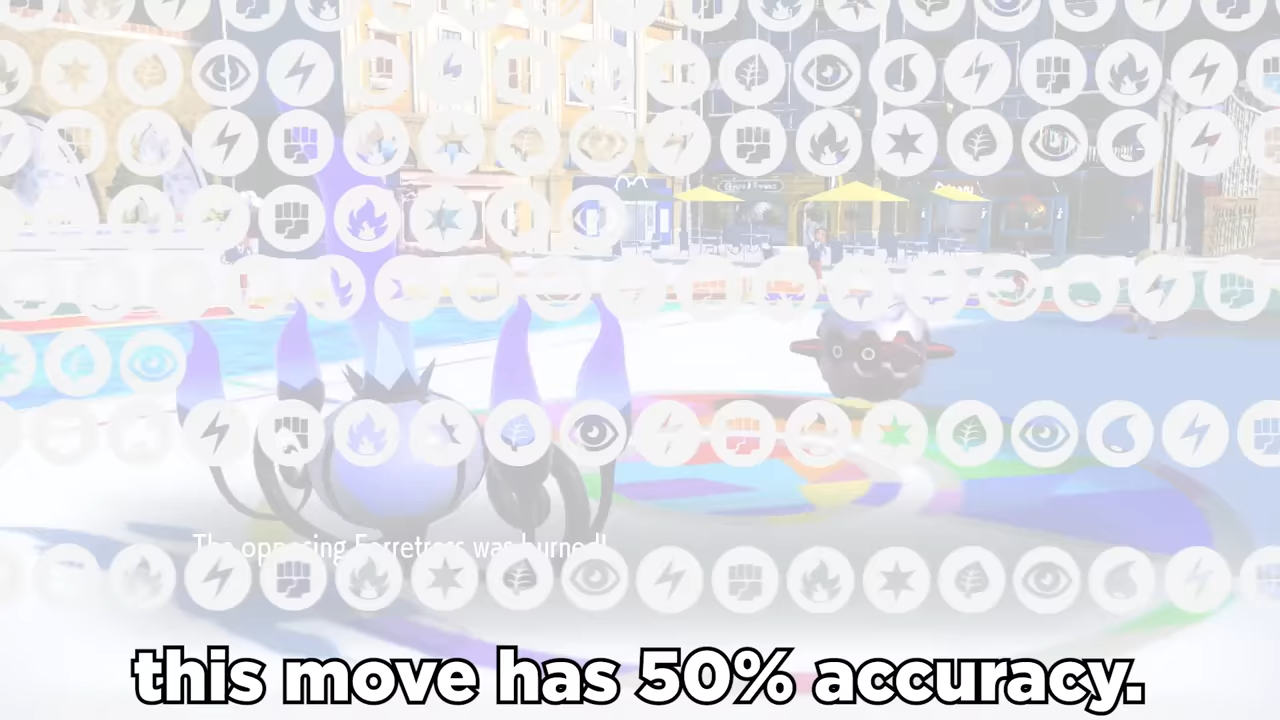 The opposing Forretress was burned!
this move has 50% accuracy.